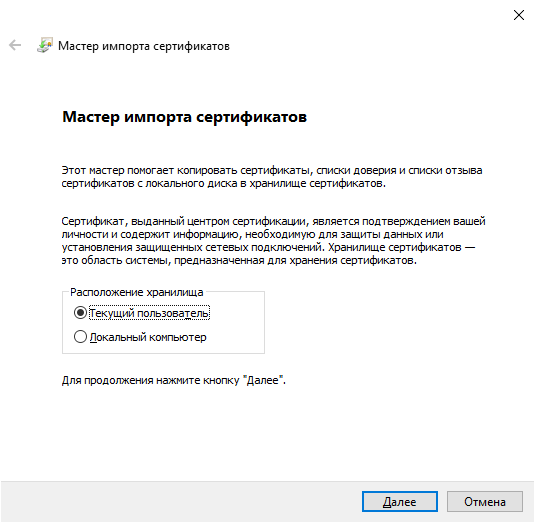 Мастер импорта сертификатов
Мастер импорта сертификатов
Этот мастер помогает копировать сертификаты, списки доверия и списки отзыва
сертификатов с локального диска в хранилище сертификатов.
Сертификат, выданный центром сертификации, является подтверждением вашей
личности и содержит информацию, необходимую для защиты данных или
установления защищенных сетевых подключений. Хранилище сертификатов —
это область системы, предназначенная для хранения сертификатов.
Расположение хранилища
Текущий пользователь
Локальный компьютер
Для продолжения нажмите кнопку "Далее".
Далее
Отмена